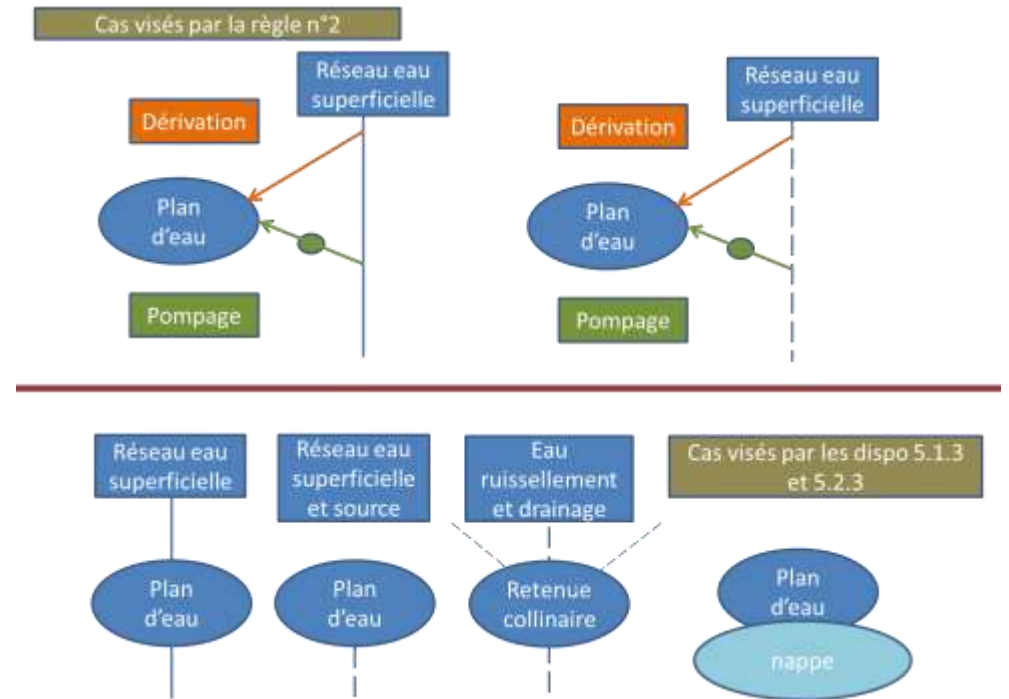 Cas visés par la règle n°2
Réseau eau
superficielle
Dérivation
Plan
d'eau
Pompage
Réseau eau
superficielle
Dérivation
Plan
d'eau
Pompage
Réseau eau
superficielle
Réseau eau
superficielle
et source
Eau
ruissellement
et drainage
Cas visés par les dispo 5.1.3
et 5.2.3
Plan
d'eau
Plan
d'eau
Retenue
collinaire
Plan
d'eau
nappe